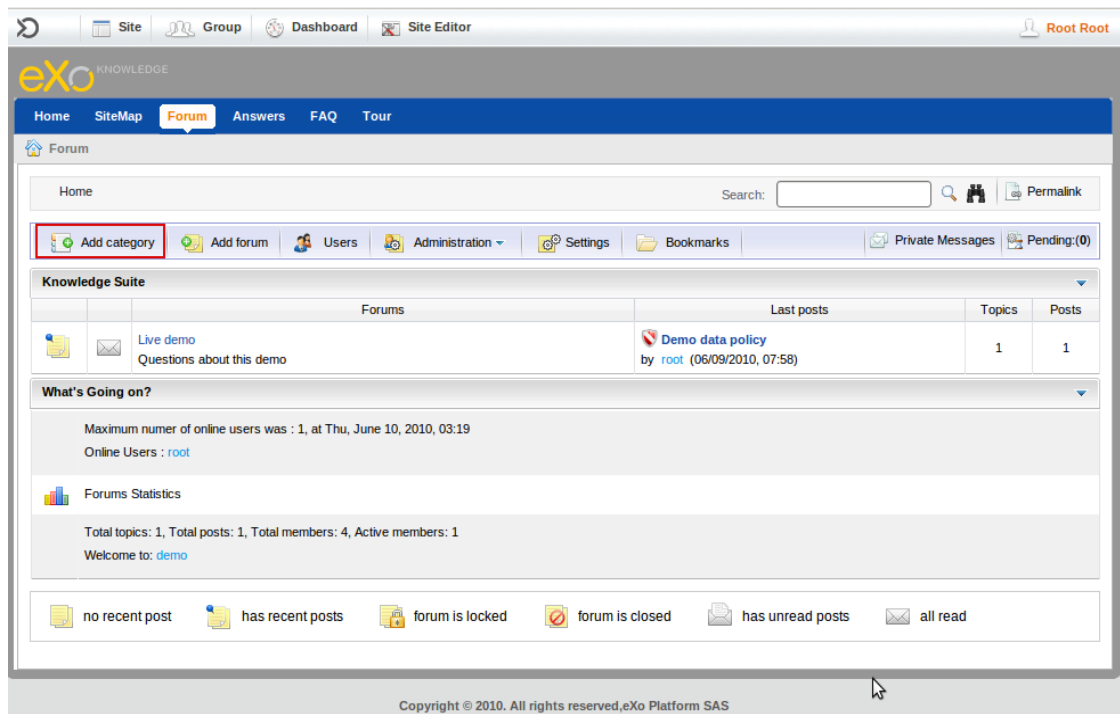 Site Group Dashboard Site Editor Root Root
eXo KNOWLEDGE
Home SiteMap Forum Answers FAQ Tour
Forum
Home Search: Permalink
Add category Add forum Users Administration Settings Bookmarks Private Messages Pending:(0)
Knowledge Suite
Forums Last posts Topics Posts
Live demo Demo data policy 1 1
Questions about this demo by root (06/09/2010, 07:58)
What's Going on?
Maximum numer of online users was : 1, at Thu, June 10, 2010, 03:19
Online Users : root
Forums Statistics
Total topics: 1, Total posts: 1, Total members: 4, Active members: 1
Welcome to: demo
no recent post has recent posts forum is locked forum is closed has unread posts all read
Copyright © 2010. All rights reserved,eXo Platform SAS